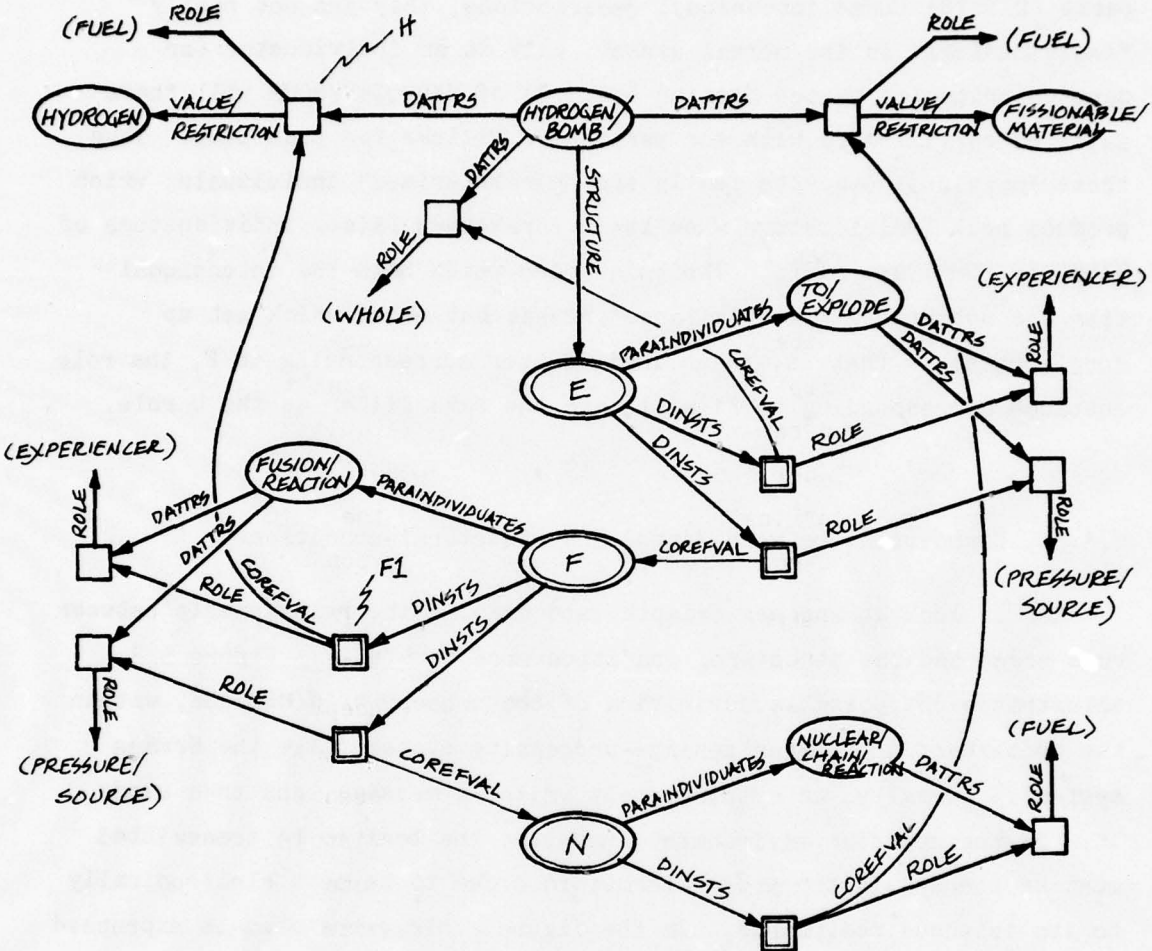 ROLE
(FUEL)
H
ROLE
(FUEL)
HYDROGEN
VALUE/
RESTRICTION
DATTRS
HYDROGEN/
BOMB
DATTRS
VALUE/
RESTRICTION
FISSIONABLE/
MATERIAL
DATTRS
STRUCTURE
ROLE
(WHOLE)
(EXPERIENCER)
TO/
EXPLODE
PARAINDIVIDUATES
DATTRS
DATTRS
ROLE
E
COREFVAL
DINSTS
DINSTS
ROLE
(EXPERIENCER)
FUSION/
REACTION
PARAINDIVIDUATES
DATTRS
DATTRS
ROLE
ROLE
ROLE
COREFVAL
F
(PRESSURE/
SOURCE)
F1
ROLE
COREFVAL
DINSTS
DINSTS
ROLE
ROLE
(PRESSURE/
SOURCE)
COREFVAL
NUCLEAR/
CHAIN/
REACTION
(FUEL)
PARAINDIVIDUATES
DATTRS
ROLE
N
DINSTS
COREFVAL
ROLE